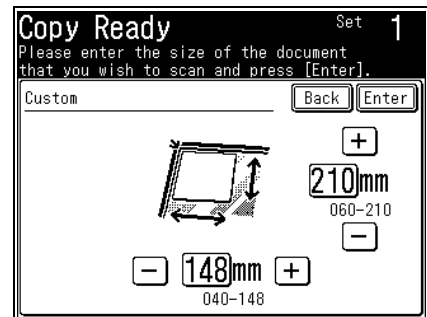 Copy Ready Set 1
Please enter the size of the document
that you wish to scan and press [Enter].
Custom Back Enter
+
210mm
060-210
−
− 148mm +
040-148